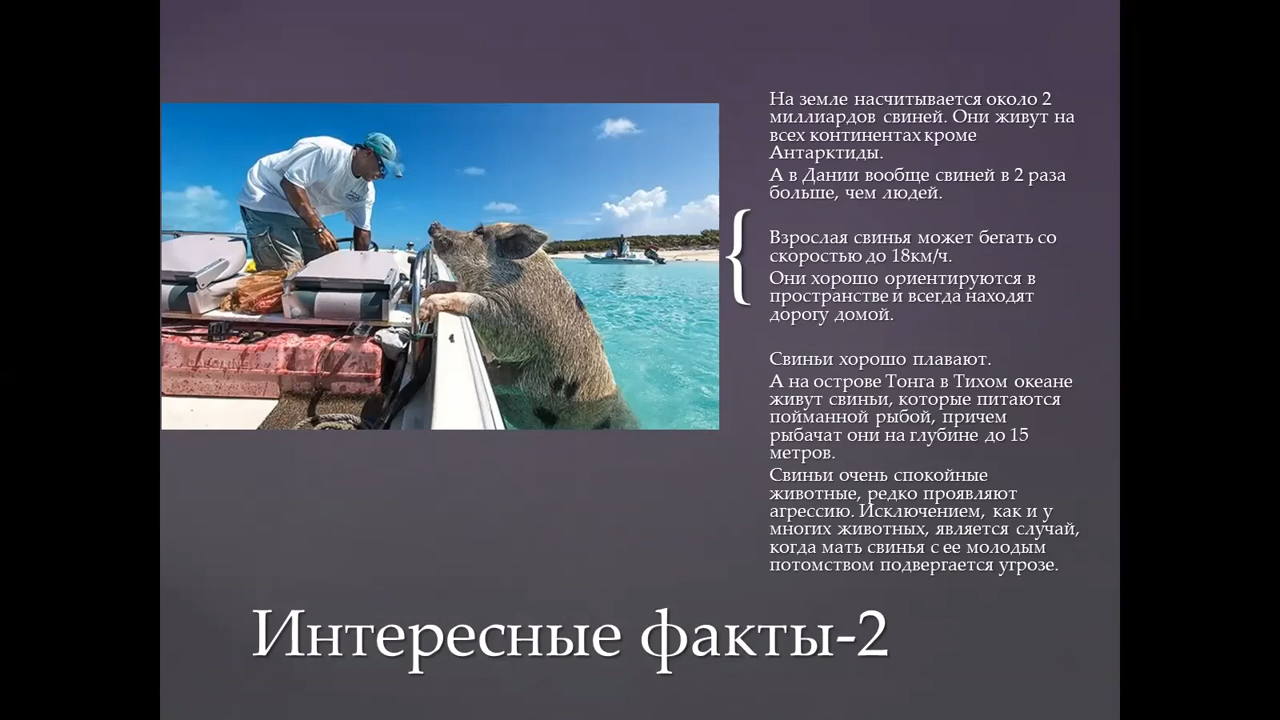 На земле насчитывается около 2
миллиардов свиней. Они живут на
всех континентах кроме
Антарктиды.
А в Дании вообще свиней в 2 раза
больше, чем людей.
Взрослая свинья может бегать со
скоростью до 18км/ч.
Они хорошо ориентируются в
пространстве и всегда находят
дорогу домой.
Свиньи хорошо плавают.
А на острове Тонга в Тихом океане
живут свиньи, которые питаются
пойманной рыбой, причем
рыбачат они на глубине до 15
метров.
Свиньи очень спокойные
животные, редко проявляют
агрессию. Исключением, как и у
многих животных, является случай,
когда мать свинья с ее молодым
потомством подвергается угрозе.
Интересные факты-2